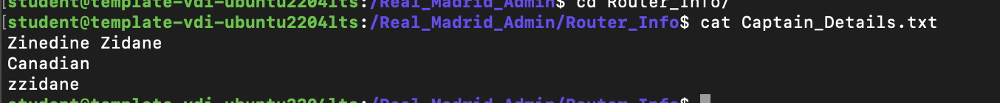 [student@template-vdi-ubuntu2204lts:/Real_Madrid_Admin$ cd Router_Info/
[student@template-vdi-ubuntu2204lts:/Real_Madrid_Admin/Router_Info$ cat Captain_Details.txt
Zinedine Zidane
Canadian
zzidane
student@template-vdi-ubuntu2204lts:/Real_Madrid_Admin/Router_Info$